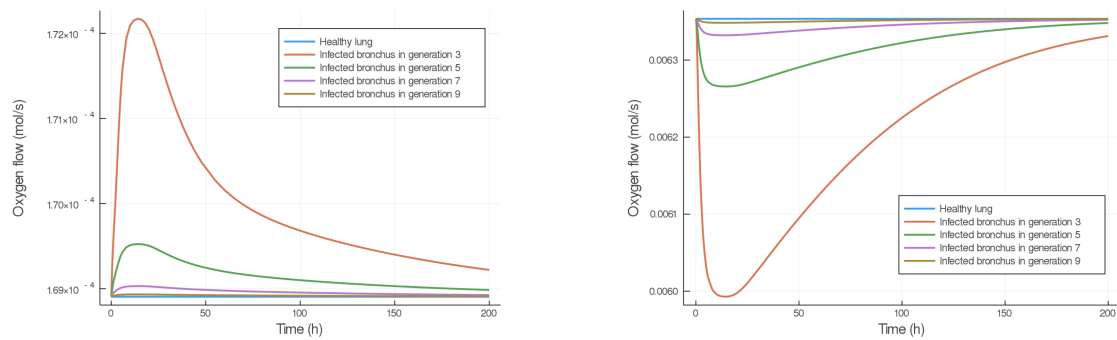 1.72×10⁻⁴
1.71×10⁻⁴
1.70×10⁻⁴
1.69×10⁻⁴
Oxygen flow (mol/s)
0
50
100
150
200
Time (h)
Healthy lung
Infected bronchus in generation 3
Infected bronchus in generation 5
Infected bronchus in generation 7
Infected bronchus in generation 9
0.0063
0.0062
0.0061
0.0060
Oxygen flow (mol/s)
0
50
100
150
200
Time (h)
Healthy lung
Infected bronchus in generation 3
Infected bronchus in generation 5
Infected bronchus in generation 7
Infected bronchus in generation 9